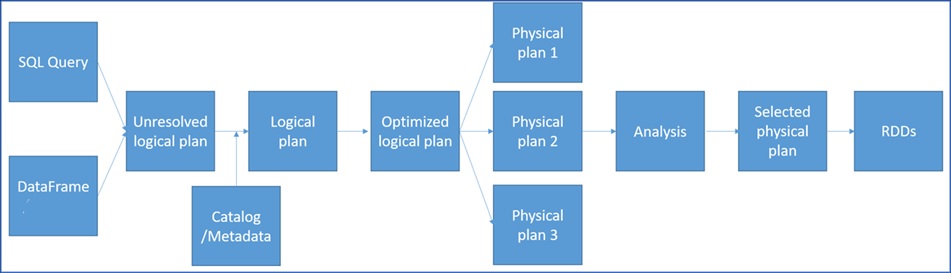 SQL Query
DataFrame
Unresolved
logical plan
Catalog
/Metadata
Logical
plan
Optimized
logical plan
Physical
plan 1
Physical
plan 2
Physical
plan 3
Analysis
Selected
physical
plan
RDDs